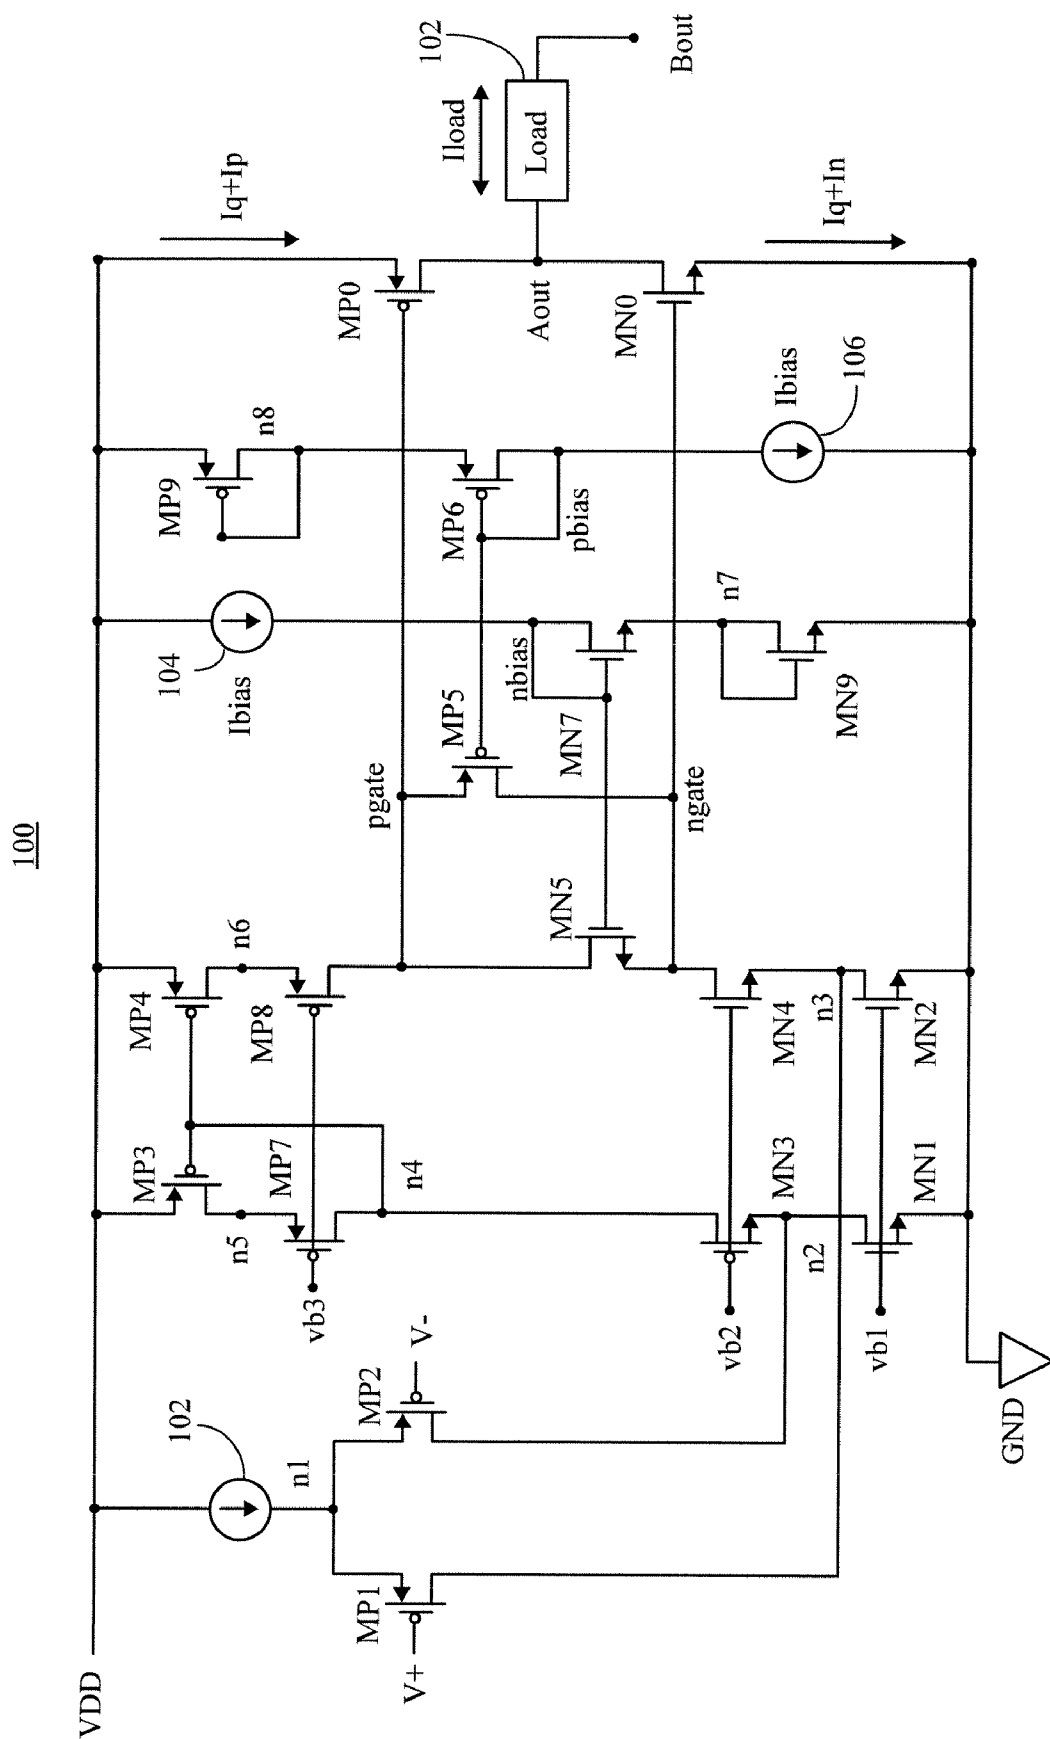 100
VDD
102
n1
V+
MP1
MP2
V-
MP3
MP4
n5
n6
vb3
MP7
MP8
n4
vb2
MN3
MN4
n2
n3
vb1
MN1
MN2
GND
MN5
pgate
ngate
MP5
104
Ibias
nbias
MN7
n7
MN9
MP9
n8
MP6
pbias
Ibias
106
MP0
Iq+Ip
Aout
MN0
Iq+In
Iload
Load
102
Bout